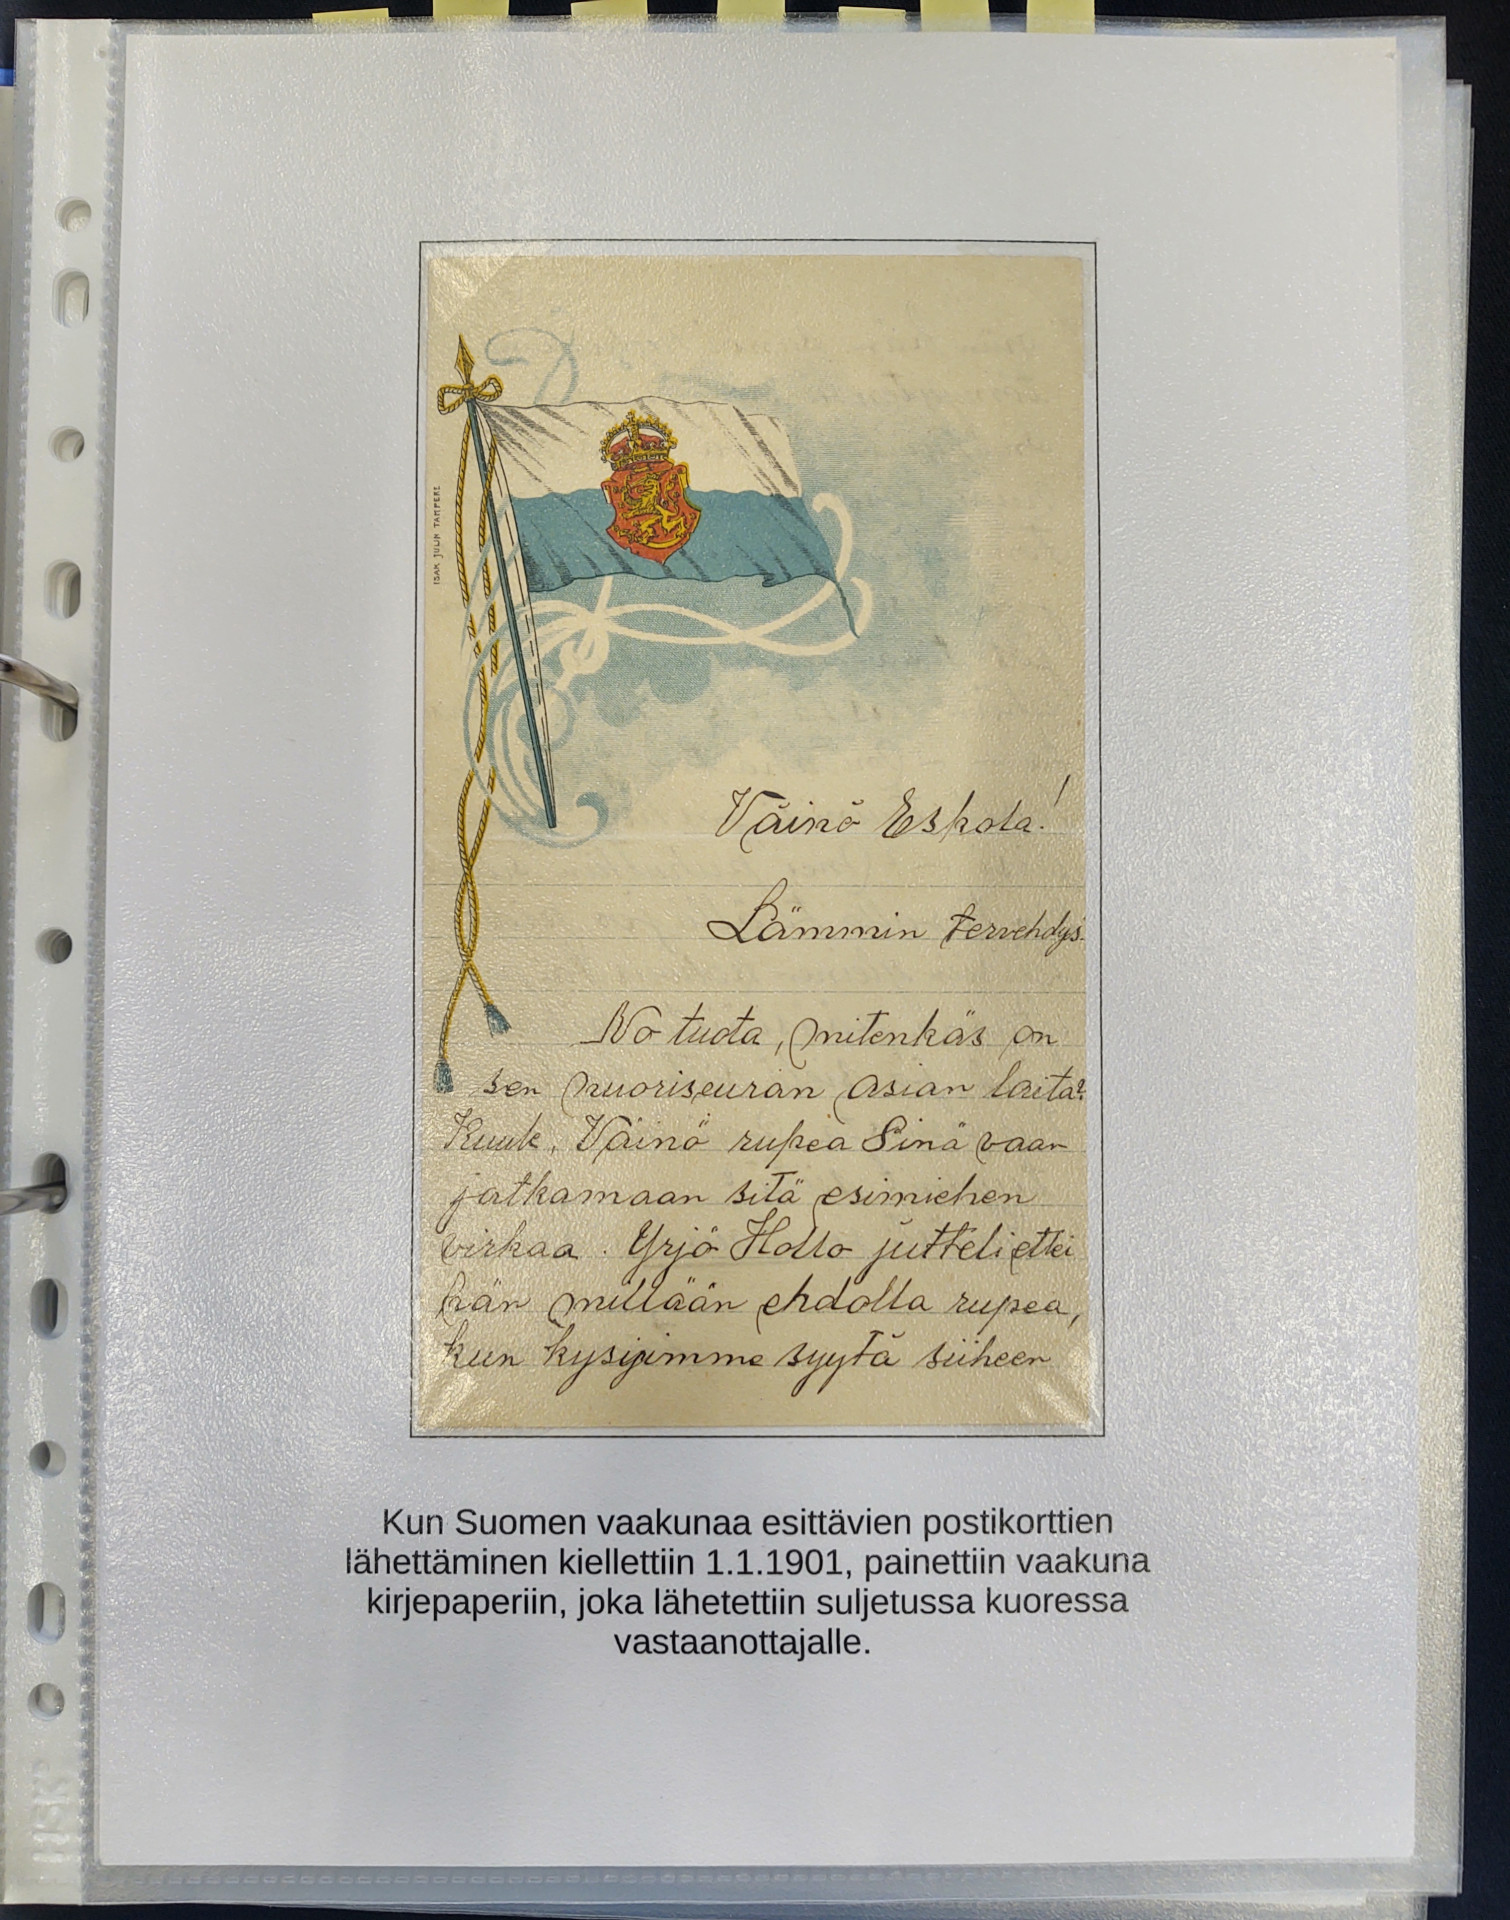 ISAK JULIN TAMPERE
Väinö Eskola!
Lämmin tervehdys!
No tuota, mitenkäs on
sen nuoriseuran asian laita?
Kuule, Väinö rupea Sinä vaan
jatkamaan sitä esimiehen
virkaa. Yrjö Hollo jutteli ettei
hän millään ehdolla rupea,
kun kysyimme syytä siiheen
Kun Suomen vaakunaa esittävien postikorttien
lähettäminen kiellettiin 1.1.1901, painettiin vaakuna
kirjepaperiin, joka lähetettiin suljetussa kuoressa
vastaanottajalle.